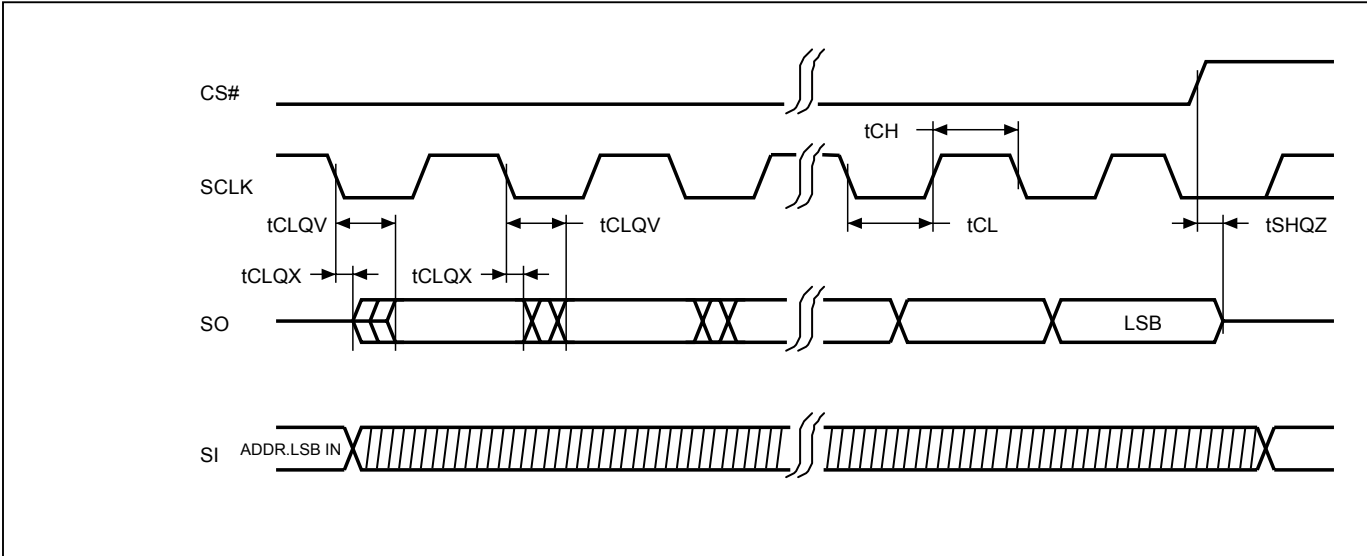 CS#
tCH
SCLK
tCLQV
tCLQV
tCL
tSHQZ
tCLQX
tCLQX
SO
LSB
SI
ADDR.LSB IN